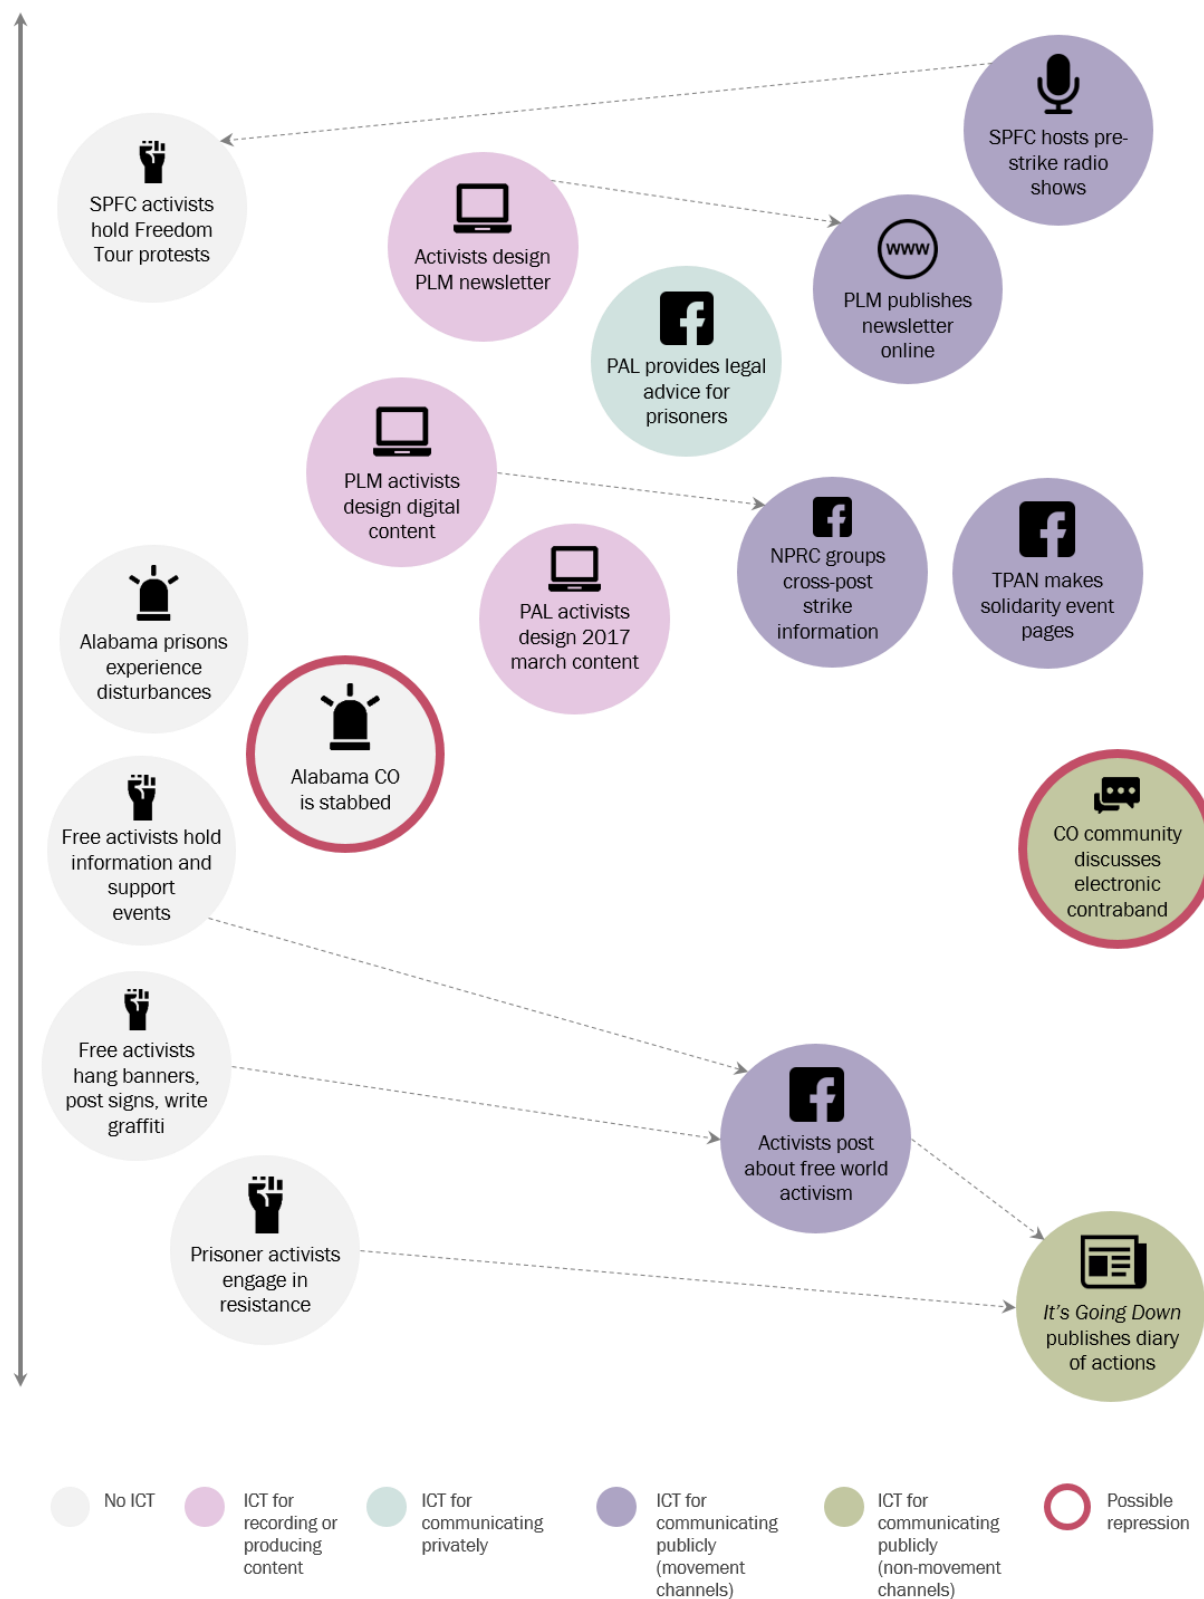 SPFC hosts pre-
strike radio
shows
SPFC activists
hold Freedom
Tour protests
Activists design
PLM newsletter
www
PLM publishes
newsletter
online
PAL provides legal
advice for
prisoners
PLM activists
design digital
content
NPRC groups
cross-post
strike
information
TPAN makes
solidarity event
pages
PAL activists
design 2017
march content
Alabama prisons
experience
disturbances
Alabama CO
is stabbed
Free activists hold
information and
support
events
CO community
discusses
electronic
contraband
Free activists
hang banners,
post signs, write
graffiti
Activists post
about free world
activism
Prisoner activists
engage in
resistance
It's Going Down
publishes diary
of actions
No ICT
ICT for
recording or
producing
content
ICT for
communicating
privately
ICT for
communicating
publicly
(movement
channels)
ICT for
communicating
publicly
(non-movement
channels)
Possible
repression